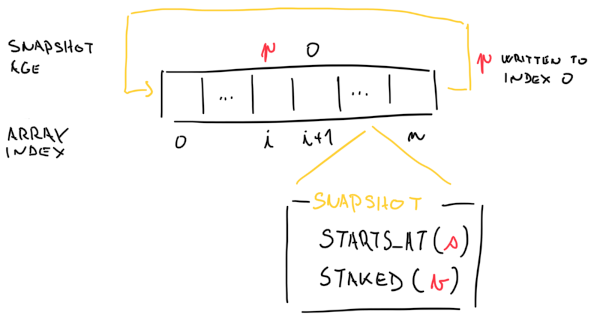 SNAPSHOT
AGE
n 0
n WRITTEN TO
INDEX 0
... ...
ARRAY
INDEX
0 i i+1 n
SNAPSHOT
STARTS_AT(s)
STAKED (v)